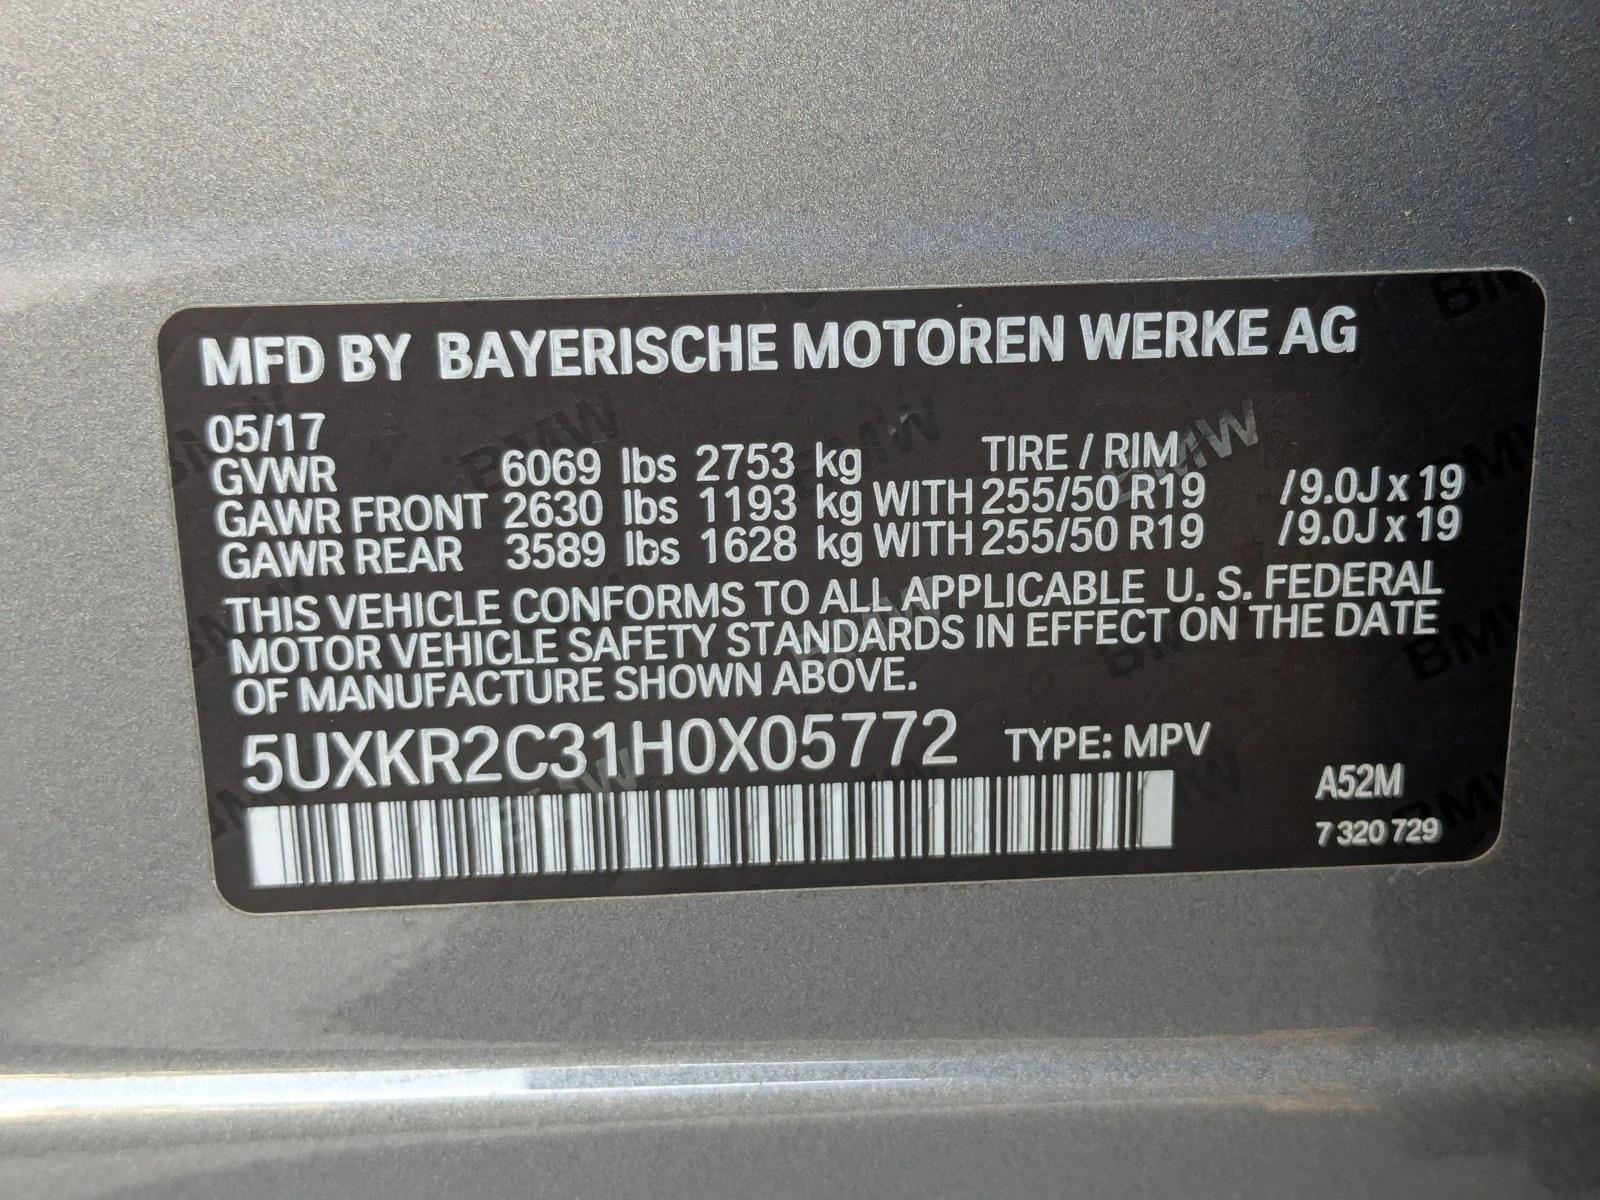 MFD BY BAYERISCHE MOTOREN WERKE AG
05/17
GVWR 6069 lbs 2753 kg TIRE / RIM
GAWR FRONT 2630 lbs 1193 kg WITH 255/50 R19 /9.0J x 19
GAWR REAR 3589 lbs 1628 kg WITH 255/50 R19 /9.0J x 19
THIS VEHICLE CONFORMS TO ALL APPLICABLE U. S. FEDERAL
MOTOR VEHICLE SAFETY STANDARDS IN EFFECT ON THE DATE
OF MANUFACTURE SHOWN ABOVE.
5UXKR2C31H0X05772 TYPE: MPV
A52M
7 320 729